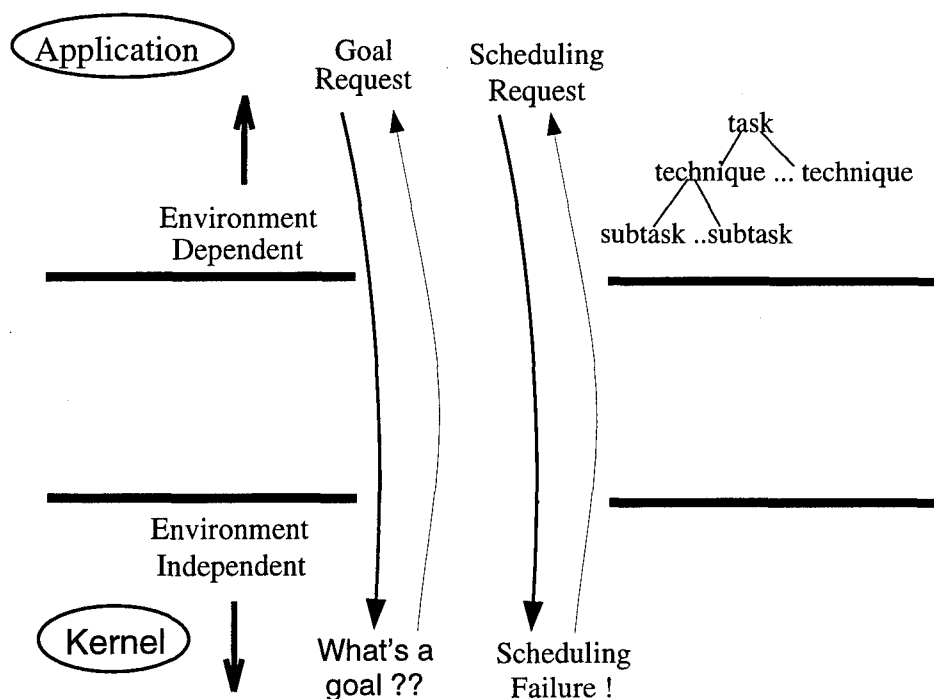 Application
Goal
Request
Scheduling
Request
task
technique ... technique
subtask ..subtask
Environment
Dependent
Environment
Independent
Kernel
What's a
goal ??
Scheduling
Failure !